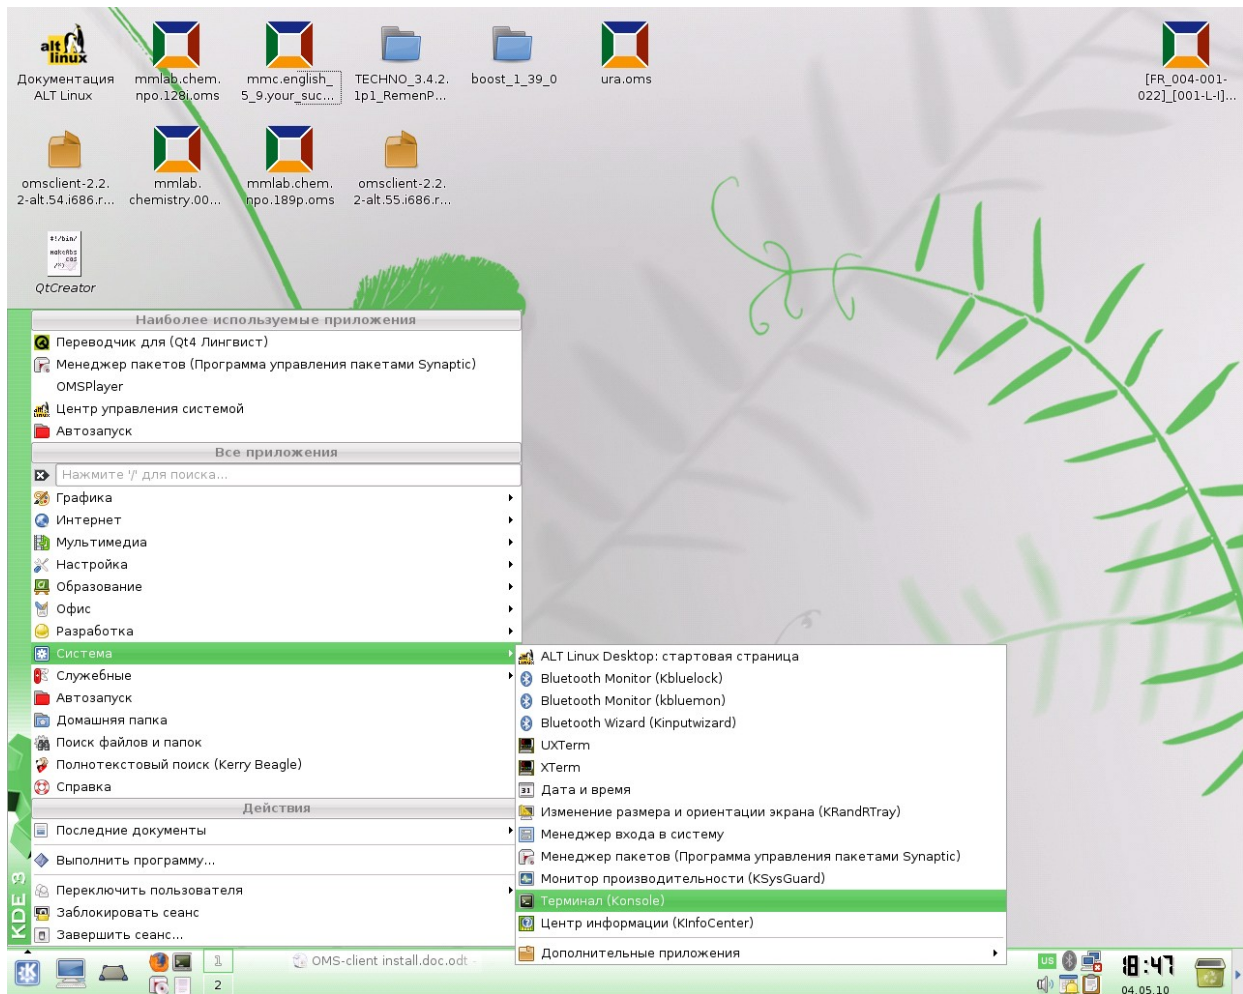 alt
linux
Документация
ALT Linux
mmlab.chem.
npo.128i.oms
mmc.english_
5_9.your_suc...
TECHNO_3.4.2.
1p1_RemenP...
boost_1_39_0
ura.oms
[FR_004-001-
022]_[001-L-I]...
omsclient-2.2.
2-alt.54.i686.r...
mmlab.
chemistry.00...
mmlab.chem.
npo.189p.oms
omsclient-2.2.
2-alt.55.i686.r...
#!/bin/
QtCreator
Наиболее используемые приложения
Переводчик для (Qt4 Лингвист)
Менеджер пакетов (Программа управления пакетами Synaptic)
OMSPlayer
Центр управления системой
Автозапуск
Все приложения
Нажмите '/' для поиска...
Графика
Интернет
Мультимедиа
Настройка
Образование
Офис
Разработка
Система
Служебные
Автозапуск
Домашняя папка
Поиск файлов и папок
Полнотекстовый поиск (Kerry Beagle)
Справка
Действия
Последние документы
Выполнить программу...
Переключить пользователя
Заблокировать сеанс
Завершить сеанс...
KDE 3
ALT Linux Desktop: стартовая страница
Bluetooth Monitor (Kbluelock)
Bluetooth Monitor (kbluemon)
Bluetooth Wizard (Kinputwizard)
UXTerm
XTerm
Дата и время
Изменение размера и ориентации экрана (KRandRTray)
Менеджер входа в систему
Менеджер пакетов (Программа управления пакетами Synaptic)
Монитор производительности (KSysGuard)
Терминал (Konsole)
Центр информации (KInfoCenter)
Дополнительные приложения
1
2
OMS-client install.doc.odt -
US
18:47
04.05.10